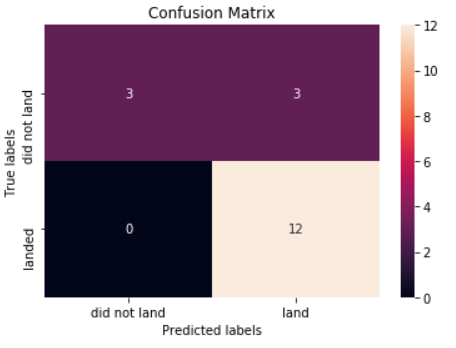 Confusion Matrix
True labels
did not land
landed
3
3
0
12
did not land
land
Predicted labels
12
10
8
6
4
2
0